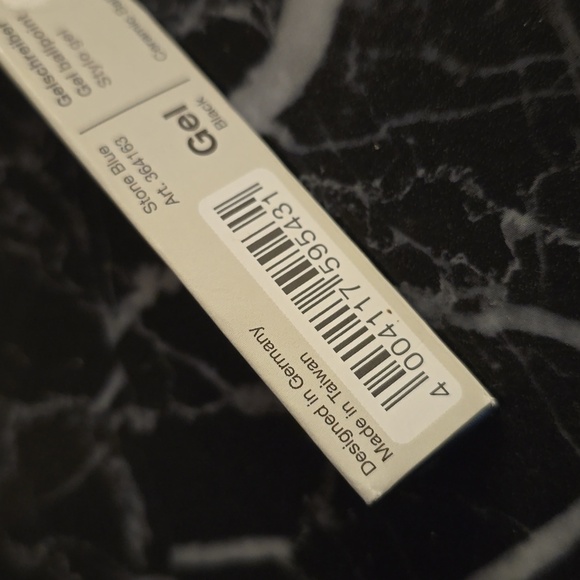 Gelschreiber
Gel ballpoint
Stylo gel
Gel
Black
Stone Blue
Art. 364163
4 004117 595431
Designed in Germany
Made in Taiwan